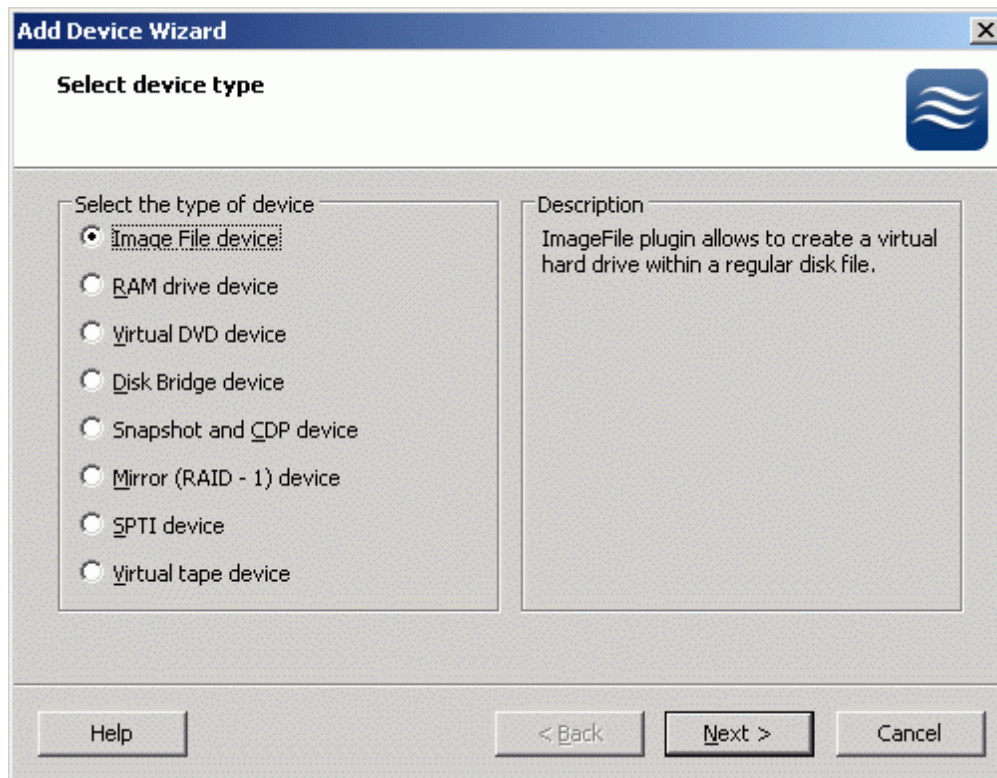 Add Device Wizard
Select device type
Select the type of device
Image File device
RAM drive device
Virtual DVD device
Disk Bridge device
Snapshot and CDP device
Mirror (RAID - 1) device
SPTI device
Virtual tape device
Description
ImageFile plugin allows to create a virtual
hard drive within a regular disk file.
Help
< Back
Next >
Cancel